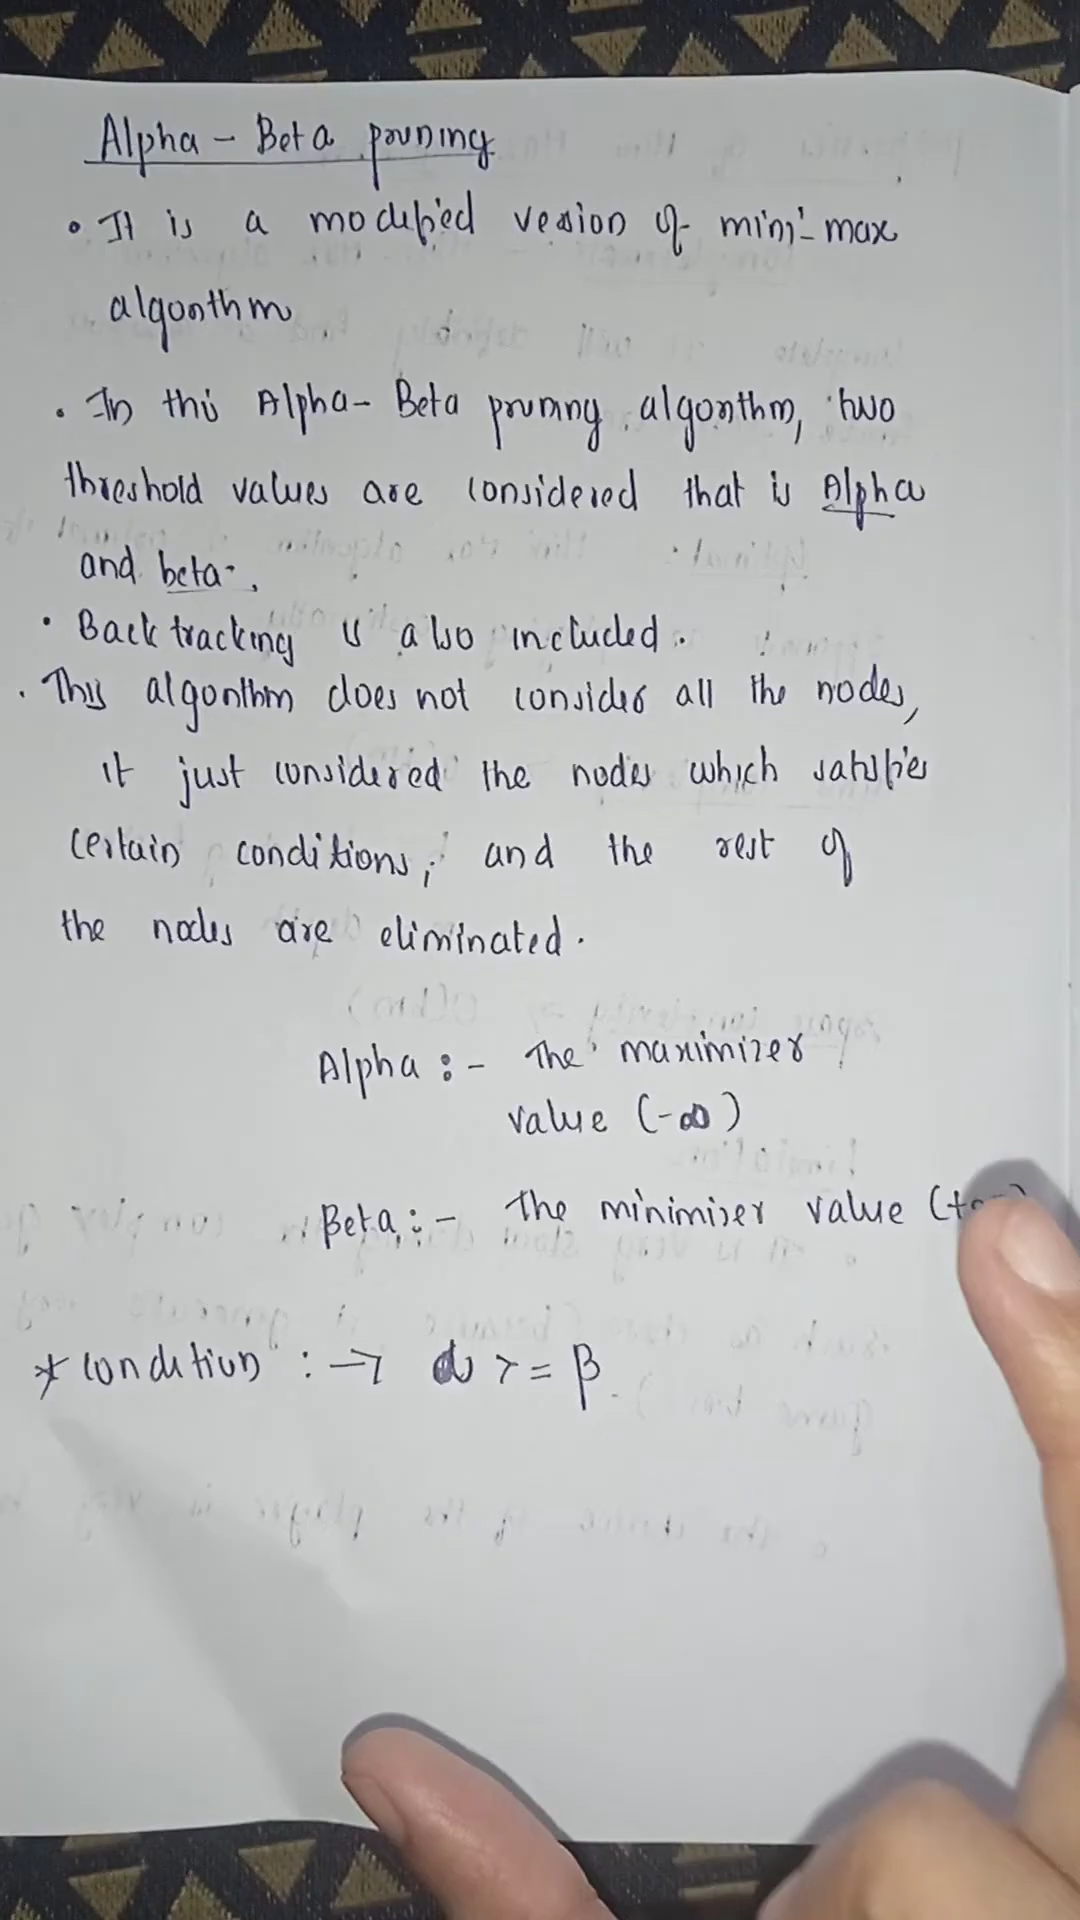 Alpha - Beta pruning
• It is a modified vesion of mini-max
algorithm
• In this Alpha- Beta pruning algorithm, two
threshold values are considered that is Alpha
and beta.
• Backtracking is also included.
• This algorithm does not consider all the nodes,
it just considered the nodes which satisfies
certain conditions, and the rest of
the nodes are eliminated.
Alpha :- The maximizer
value (-∞)
Beta :- The minimizer value (+
* condition : → α >= β